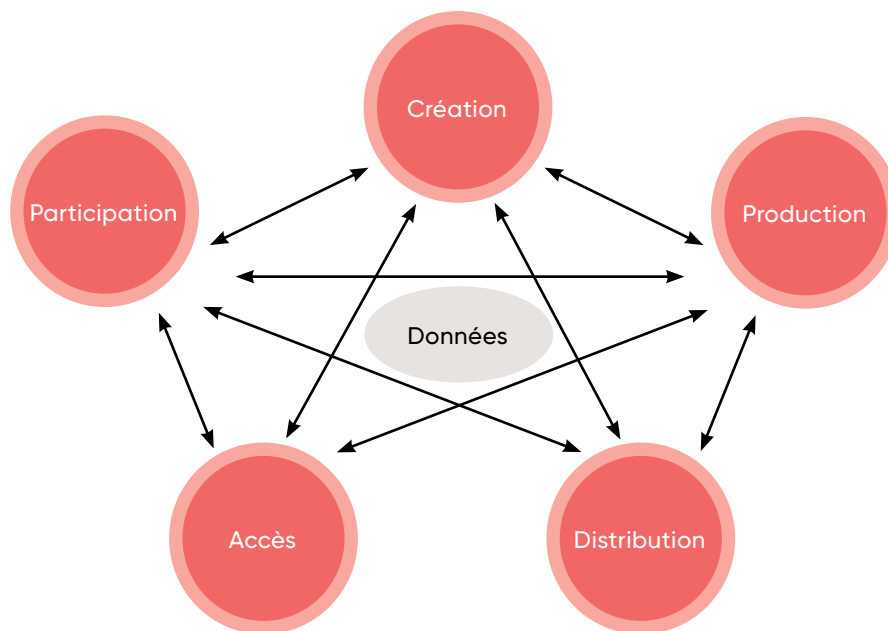 Création
Participation
Production
Données
Accès
Distribution